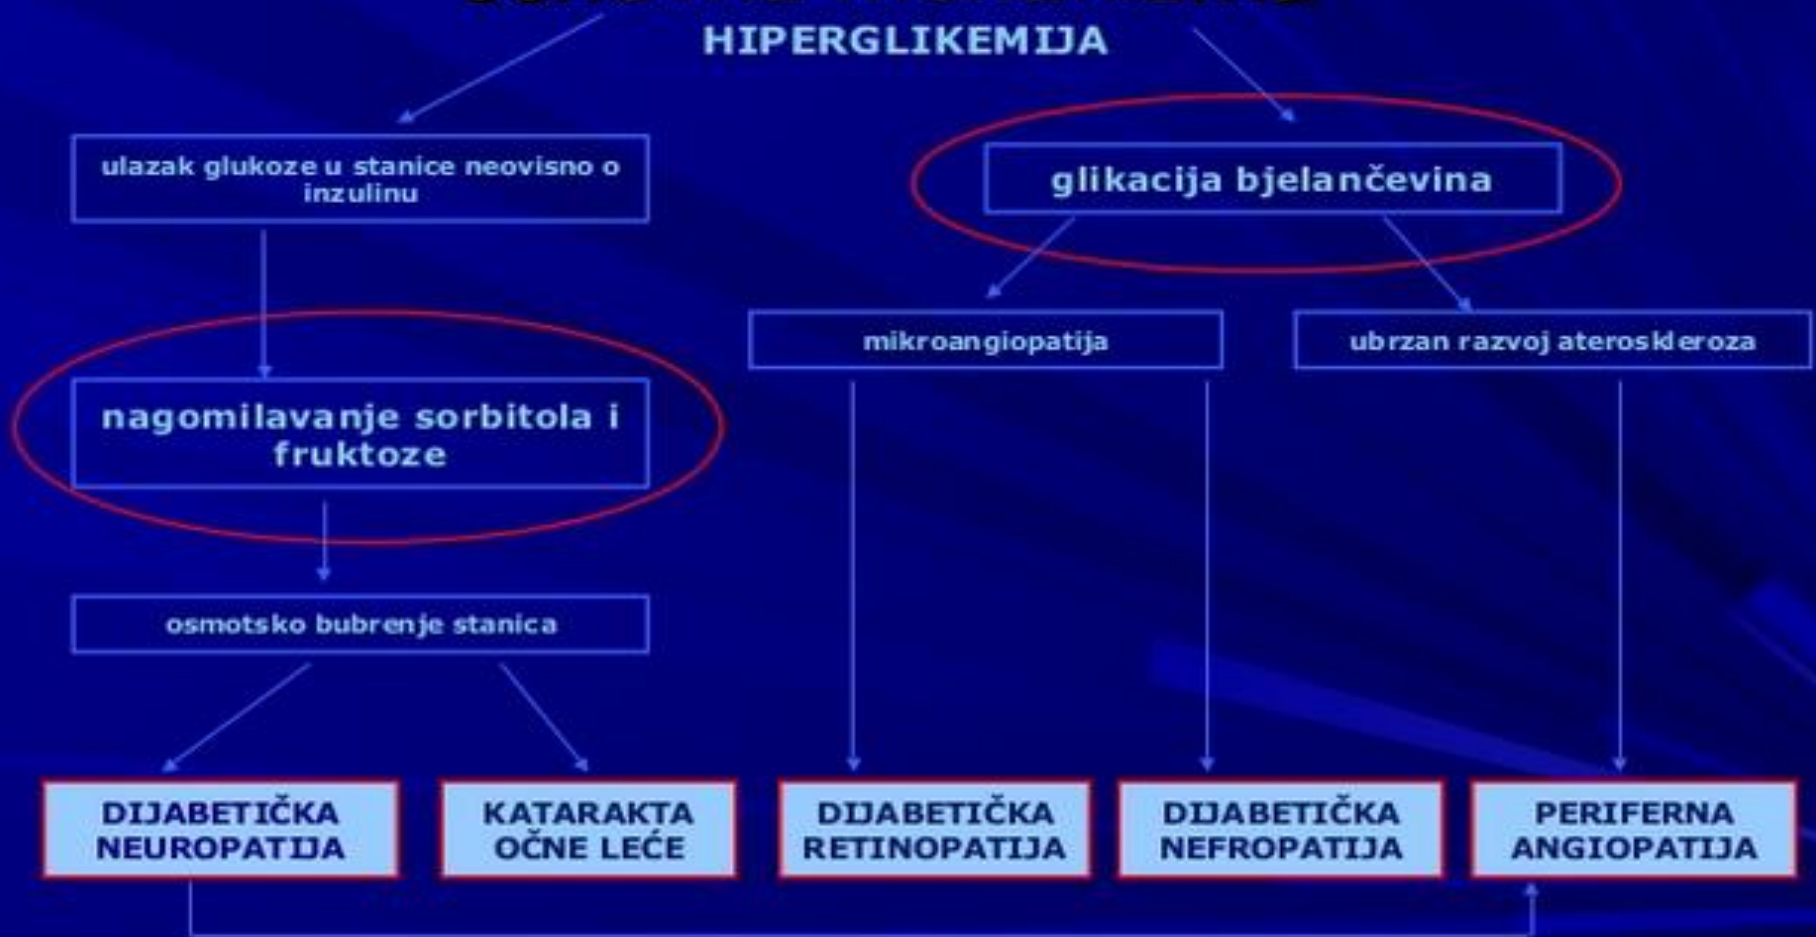 HIPERGLIKEMIJA
ulazak glukoze u stanice neovisno o
inzulinu
glikacija bjelančevina
mikroangiopatija
ubrzan razvoj ateroskleroza
nagomilavanje sorbitola i
fruktoze
osmotsko bubrenje stanica
DIJABETIČKA
NEUROPATIJA
KATARAKTA
OČNE LEĆE
DIJABETIČKA
RETINOPATIJA
DIJABETIČKA
NEFROPATIJA
PERIFERNA
ANGIOPATIJA